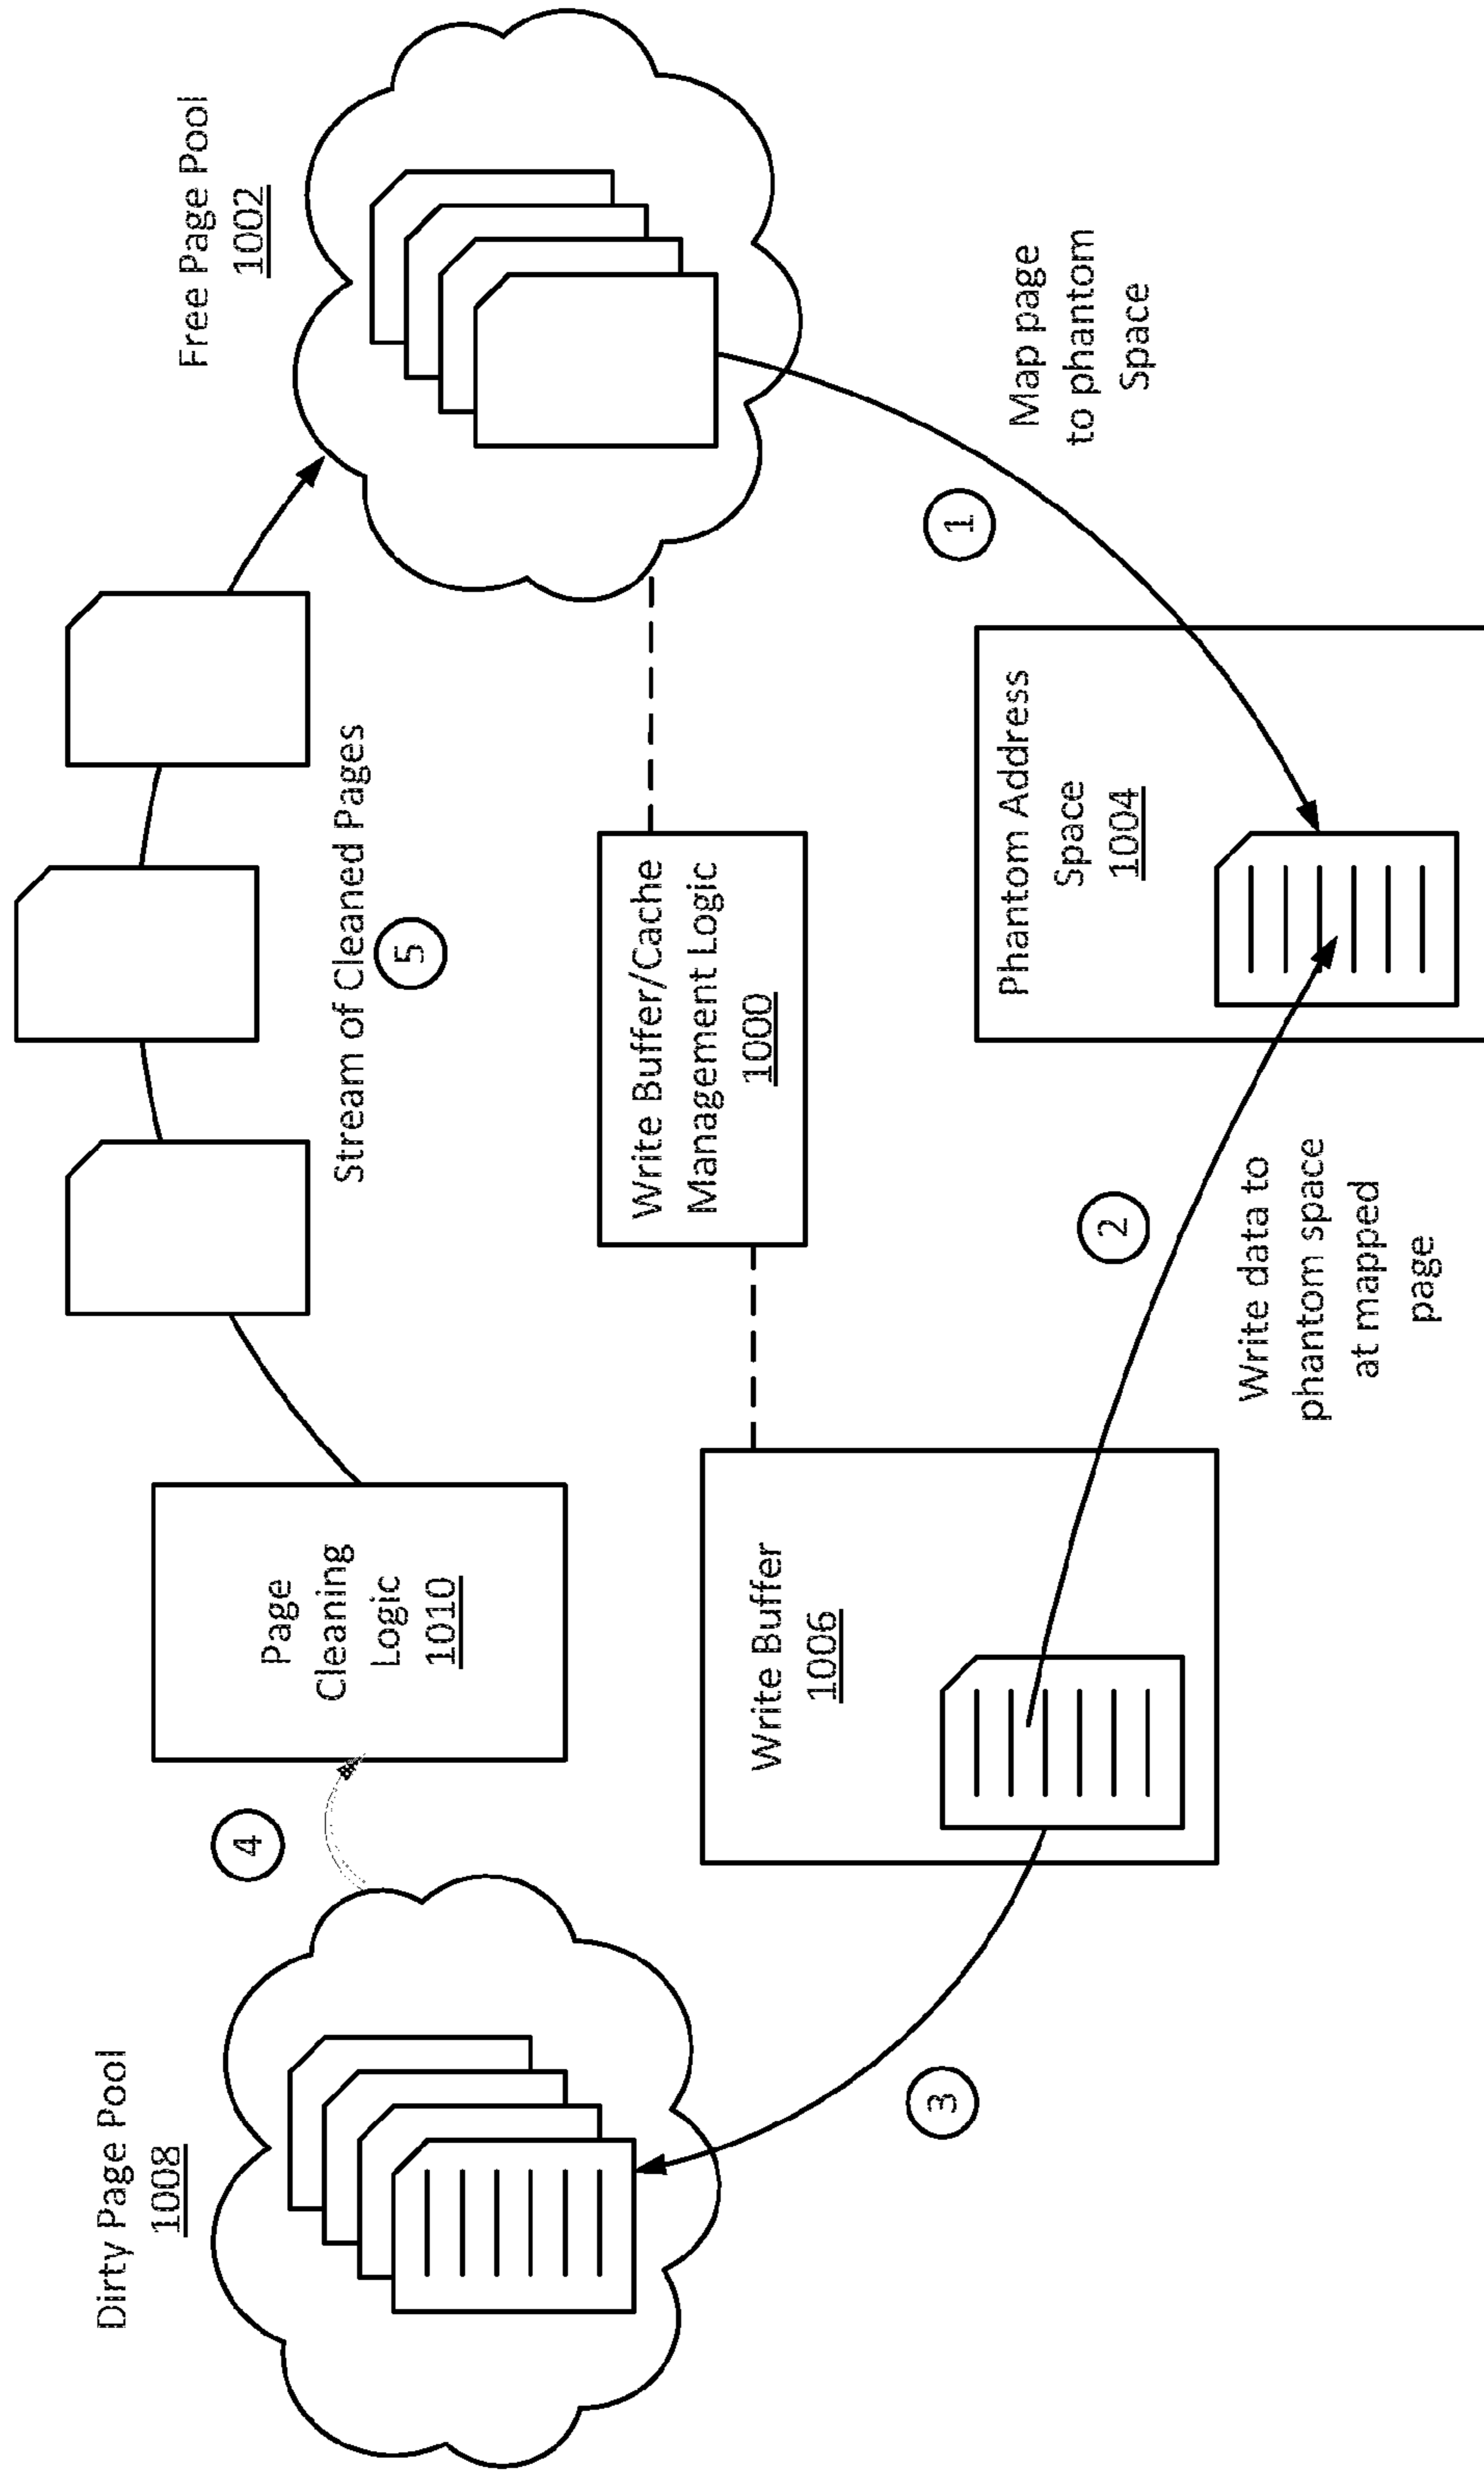 Dirty Page Pool
1008
4
Page
Cleaning
Logic
1010
Stream of Cleaned Pages
5
Free Page Pool
1002
Write Buffer/Cache
Management Logic
1000
3
Write Buffer
1006
2
Write data to
phantom space
at mapped
page
Phantom Address
Space
1004
1
Map page
to phantom
Space